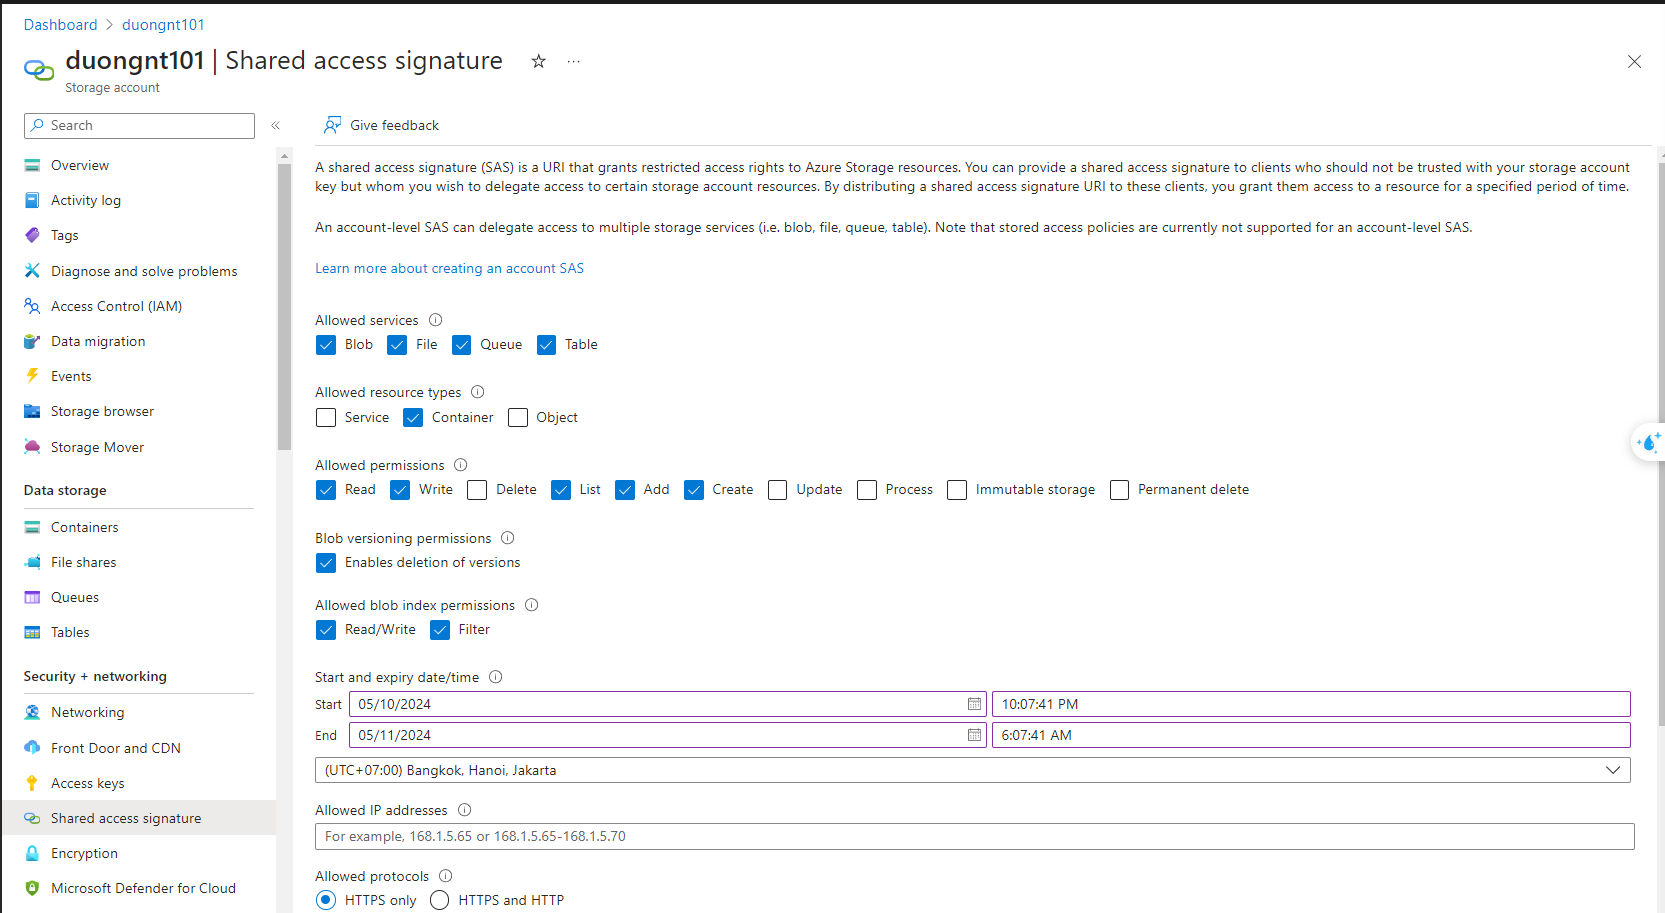 Dashboard > duongnt101
duongnt101 | Shared access signature
Storage account
Search
Overview
Activity log
Tags
Diagnose and solve problems
Access Control (IAM)
Data migration
Events
Storage browser
Storage Mover
Data storage
Containers
File shares
Queues
Tables
Security + networking
Networking
Front Door and CDN
Access keys
Shared access signature
Encryption
Microsoft Defender for Cloud
Give feedback
A shared access signature (SAS) is a URI that grants restricted access rights to Azure Storage resources. You can provide a shared access signature to clients who should not be trusted with your storage account
key but whom you wish to delegate access to certain storage account resources. By distributing a shared access signature URI to these clients, you grant them access to a resource for a specified period of time.
An account-level SAS can delegate access to multiple storage services (i.e. blob, file, queue, table). Note that stored access policies are currently not supported for an account-level SAS.
Learn more about creating an account SAS
Allowed services
Blob File Queue Table
Allowed resource types
Service Container Object
Allowed permissions
Read Write Delete List Add Create Update Process Immutable storage Permanent delete
Blob versioning permissions
Enables deletion of versions
Allowed blob index permissions
Read/Write Filter
Start and expiry date/time
Start 05/10/2024 10:07:41 PM
End 05/11/2024 6:07:41 AM
(UTC+07:00) Bangkok, Hanoi, Jakarta
Allowed IP addresses
For example, 168.1.5.65 or 168.1.5.65-168.1.5.70
Allowed protocols
HTTPS only HTTPS and HTTP